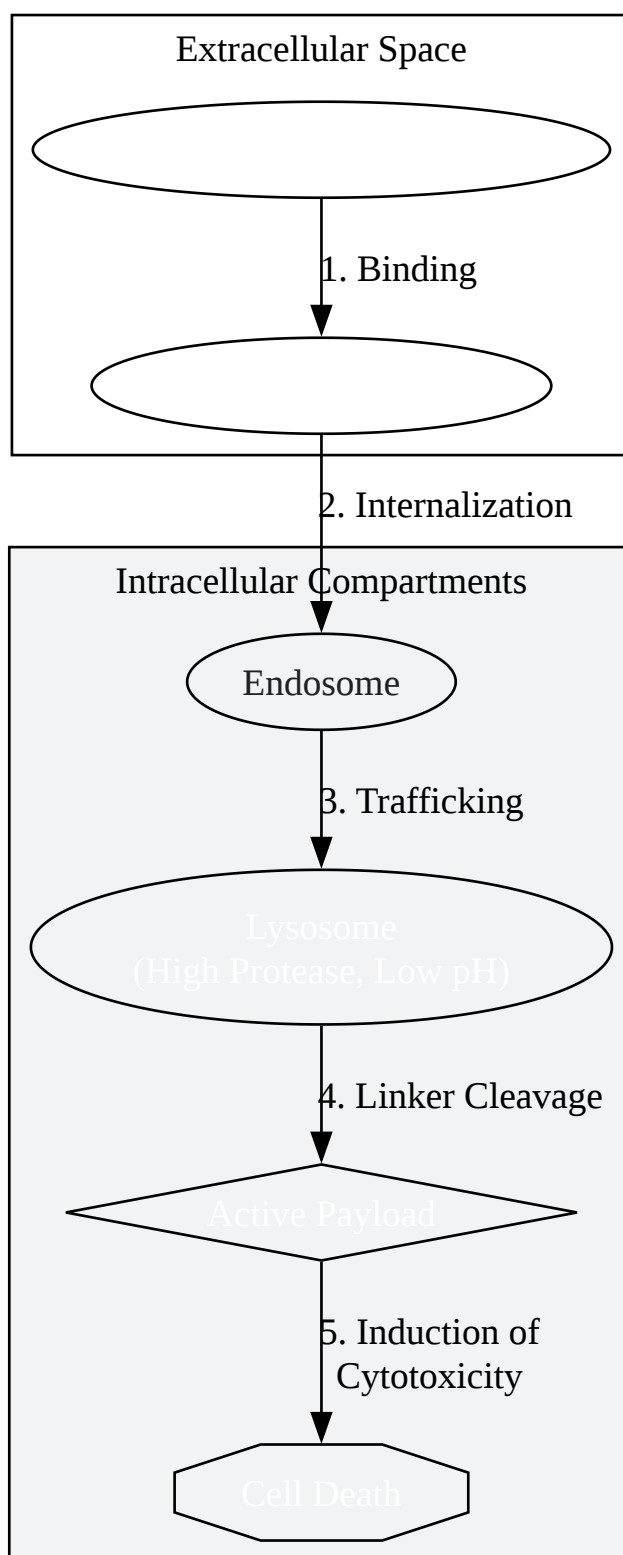 Extracellular Space
1. Binding
2. Internalization
Intracellular Compartments
Endosome
3. Trafficking
Lysosome
(High Protease, Low pH)
4. Linker Cleavage
Active Payload
5. Induction of
Cytotoxicity
Cell Death